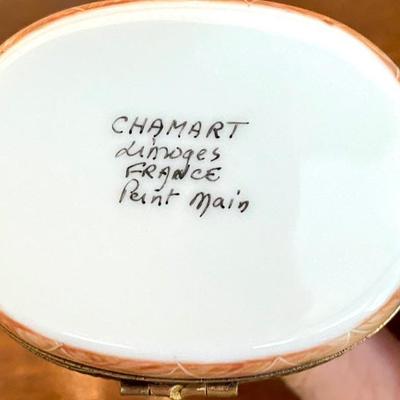 CHAMART
Limoges
FRANCE
Peint Main